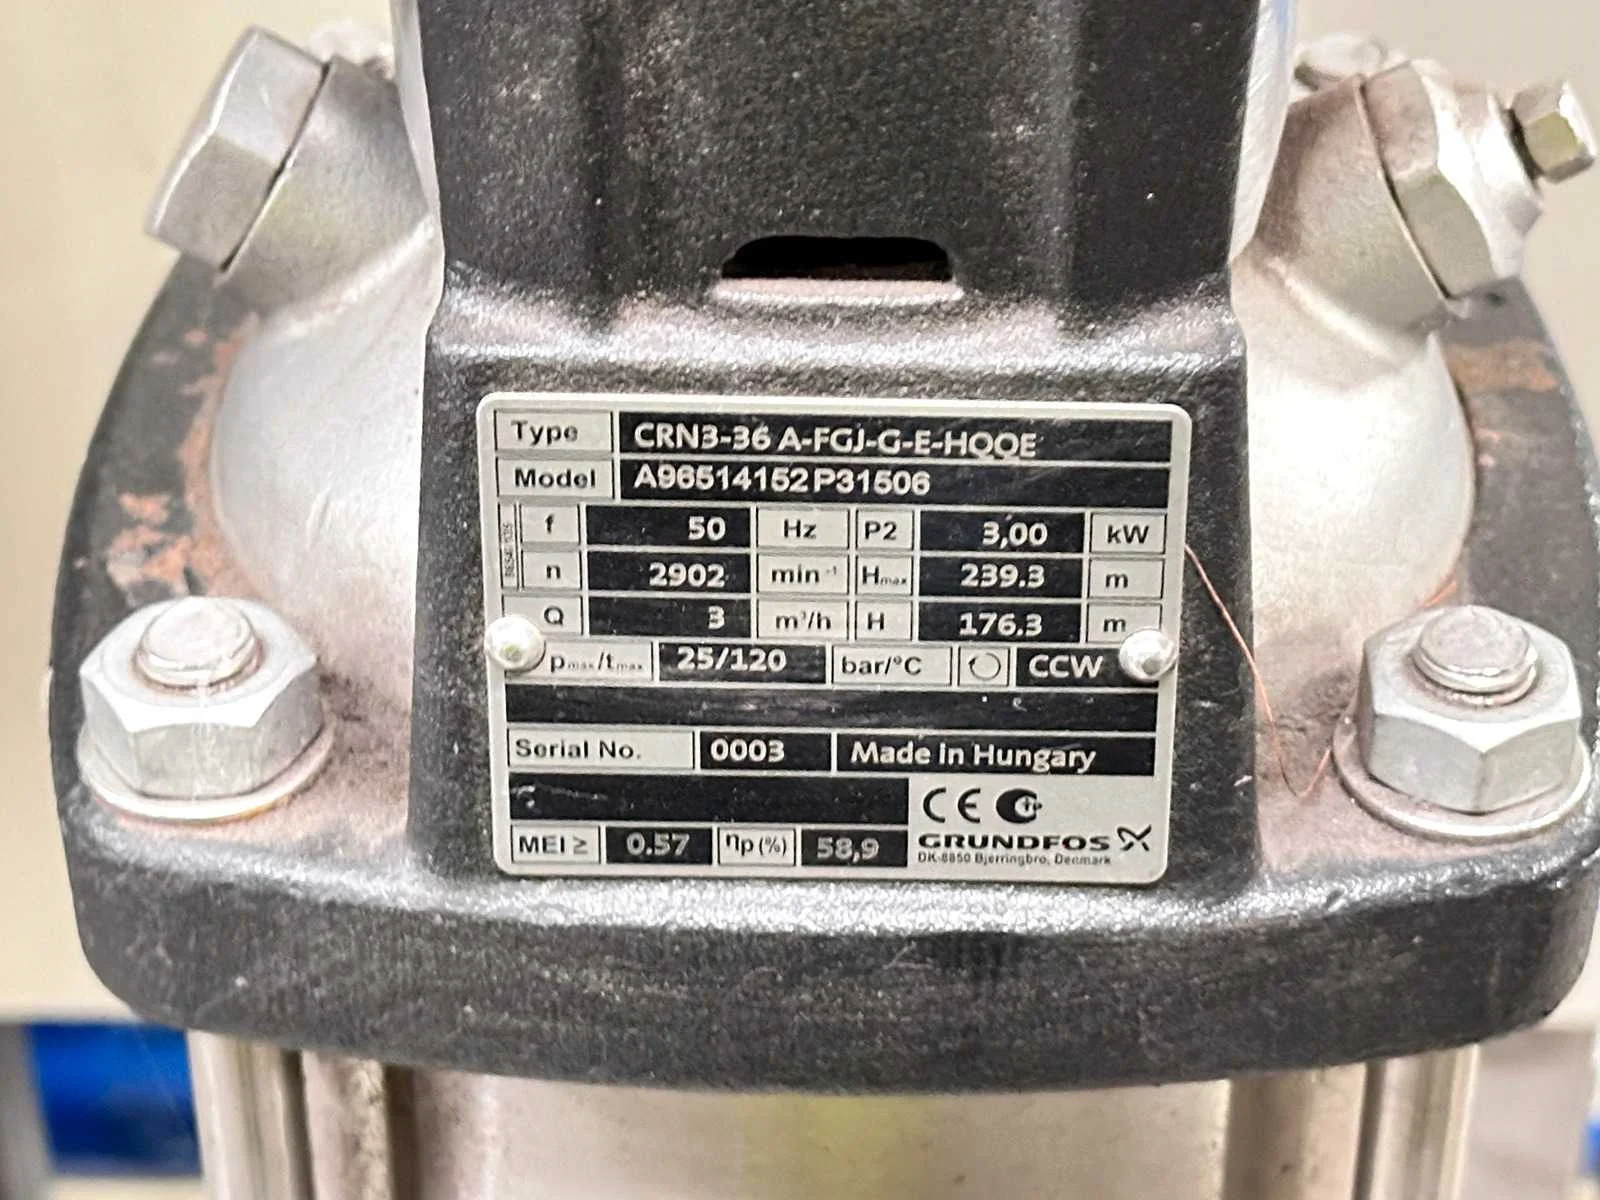 Type CRN3-36 A-FGJ-G-E-HQQE
Model A96514152P31506
f 50 Hz P2 3,00 kW
n 2902 min⁻¹ Hmax 239.3 m
Q 3 m³/h H 176.3 m
pmax/tmax 25/120 bar/°C CCW
Serial No. 0003 Made in Hungary
CE
MEI ≥ 0.57 ηp (%) 58,9 GRUNDFOS
DK-8850 Bjerringbro, Denmark